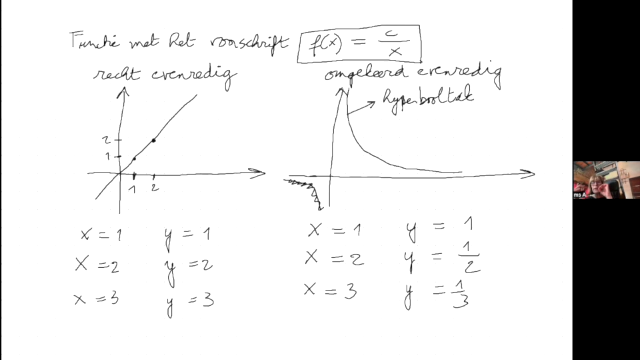 Functie met het voorschrift f(x) = c/x
recht evenredig
omgekeerd evenredig
hyperbooltak
2
1
1 2
x = 1 y = 1
x = 2 y = 2
x = 3 y = 3
x = 1 y = 1
x = 2 y = 1/2
x = 3 y = 1/3